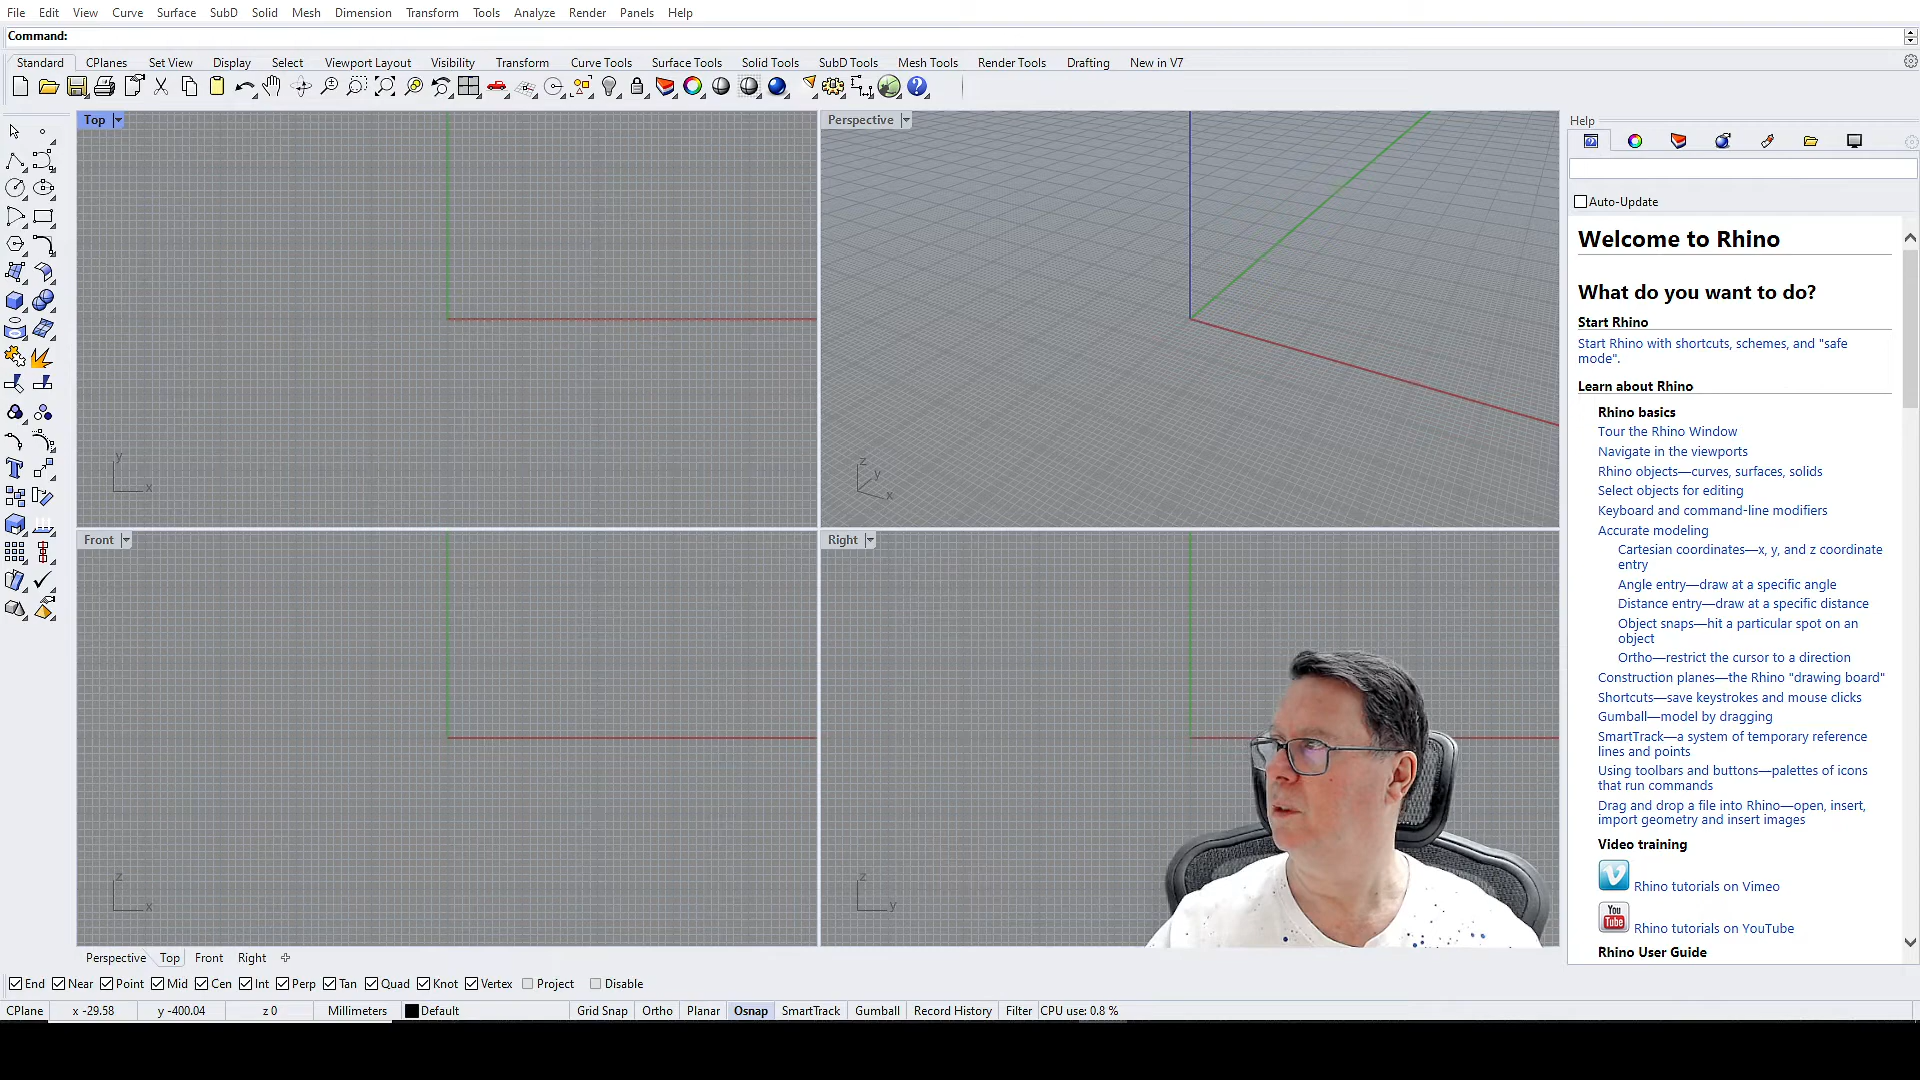 File Edit View Curve Surface SubD Solid Mesh Dimension Transform Tools Analyze Render Panels Help
Command:
Standard CPlanes Set View Display Select Viewport Layout Visibility Transform Curve Tools Surface Tools Solid Tools SubD Tools Mesh Tools Render Tools Drafting New in V7
Top
Perspective
Help
Auto-Update
Welcome to Rhino
What do you want to do?
Start Rhino
Start Rhino with shortcuts, schemes, and "safe
mode".
Learn about Rhino
Rhino basics
Tour the Rhino Window
Navigate in the viewports
Rhino objects—curves, surfaces, solids
Select objects for editing
Keyboard and command-line modifiers
Accurate modeling
Cartesian coordinates—x, y, and z coordinate
entry
Angle entry—draw at a specific angle
Distance entry—draw at a specific distance
Object snaps—hit a particular spot on an
object
Ortho—restrict the cursor to a direction
Construction planes—the Rhino "drawing board"
Shortcuts—save keystrokes and mouse clicks
Gumball—model by dragging
SmartTrack—a system of temporary reference
lines and points
Using toolbars and buttons—palettes of icons
that run commands
Drag and drop a file into Rhino—open, insert,
import geometry and insert images
Video training
Rhino tutorials on Vimeo
You
Tube
Rhino tutorials on YouTube
Rhino User Guide
y
x
z
y
x
Front
Right
z
x
z
y
Perspective Top Front Right
End Near Point Mid Cen Int Perp Tan Quad Knot Vertex Project Disable
CPlane x -29.58 y -400.04 z 0 Millimeters Default Grid Snap Ortho Planar Osnap SmartTrack Gumball Record History Filter CPU use: 0.8 %